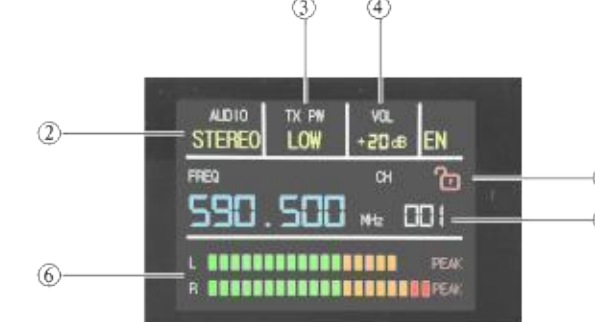 ③ ④
AUDIO TX PW VOL
② STEREO LOW +20dB EN
FREQ CH
590.500 MHz 001
L PEAK
⑥
R PEAK